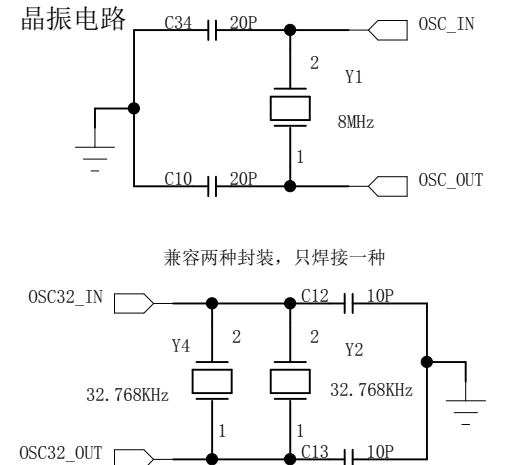 晶振电路
C34 20P OSC_IN
2
Y1
8MHz
1
C10 20P OSC_OUT
兼容两种封装，只焊接一种
OSC32_IN C12 10P
2 2
Y4 Y2
32.768KHz 32.768KHz
1 1
OSC32_OUT C13 10P